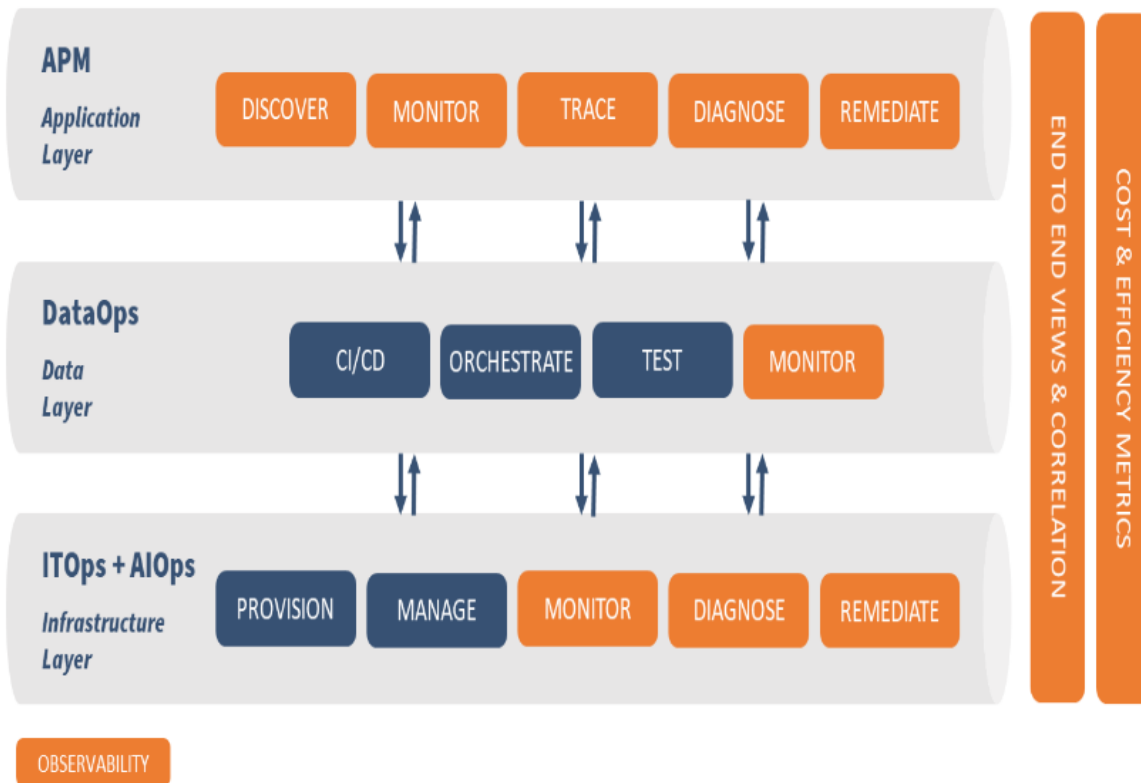 APM
Application
Layer
DISCOVER
MONITOR
TRACE
DIAGNOSE
REMEDIATE
DataOps
Data
Layer
CI/CD
ORCHESTRATE
TEST
MONITOR
ITOps + AIOps
Infrastructure
Layer
PROVISION
MANAGE
MONITOR
DIAGNOSE
REMEDIATE
END TO END VIEWS & CORRELATION
COST & EFFICIENCY METRICS
OBSERVABILITY